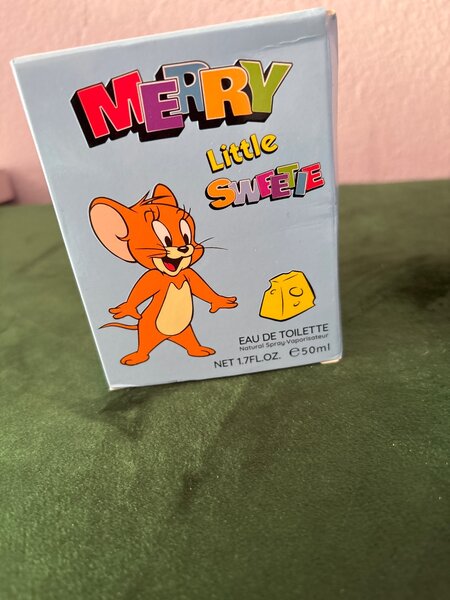 MERRY
Little
SWEETIE
EAU DE TOILETTE
Natural Spray Vaporisateur
NET 1.7FL.OZ. ℮50ml